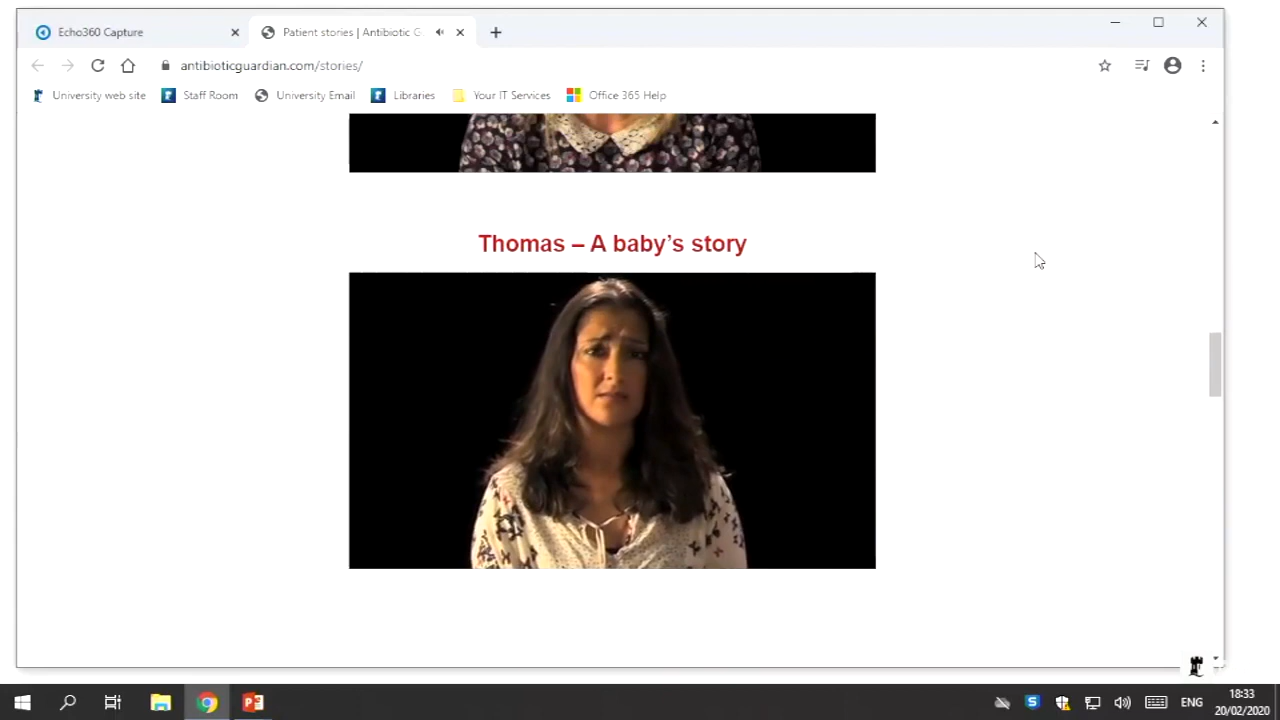 Echo360 Capture
Patient stories | Antibiotic G
antibioticguardian.com/stories/
University web site
Staff Room
University Email
Libraries
Your IT Services
Office 365 Help
Thomas – A baby's story
ENG
18:33
20/02/2020